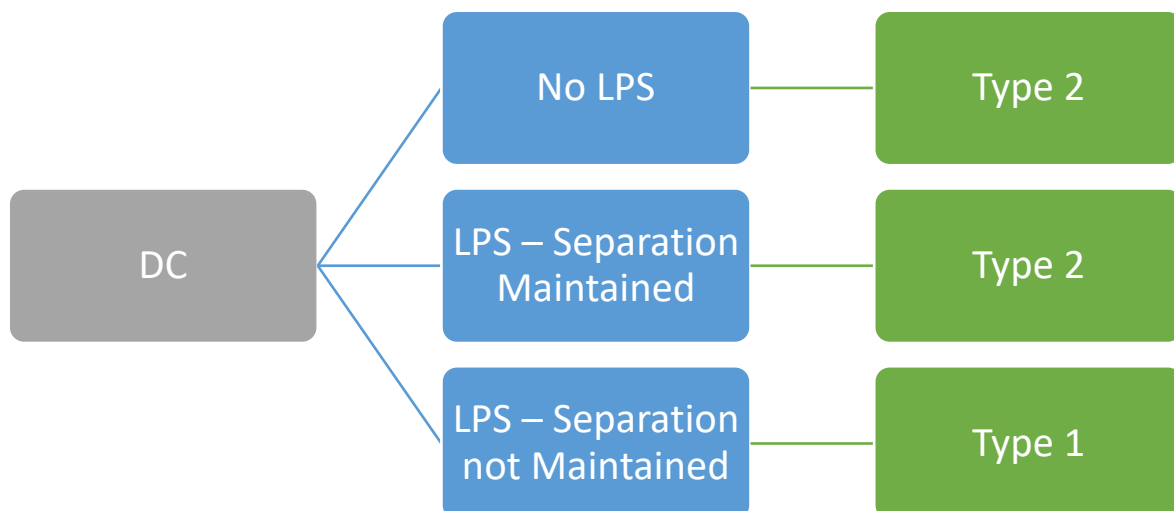 No LPS
Type 2
DC
LPS – Separation
Maintained
Type 2
LPS – Separation
not Maintained
Type 1